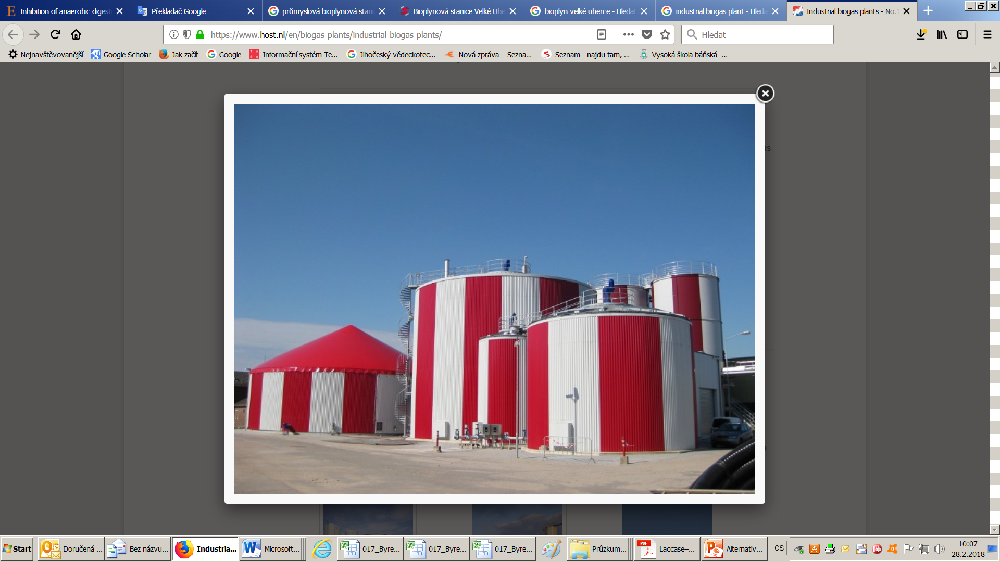 Inhibition of anaerobic digesti
Překladač Google
průmyslová bioplynová stani
Bioplynová stanice Velké Uhe
bioplyn velké uherce - Hledat
industrial biogas plant - Hleda
Industrial biogas plants - No.1
https://www.host.nl/en/biogas-plants/industrial-biogas-plants/
Hledat
Nejnavštěvovanější
Google Scholar
Jak začít
Google
Informační systém Te...
Jihočeský vědeckotec...
Nová zpráva – Sezna...
Seznam - najdu tam, ...
Vysoká škola báňská -...
Start
Doručená ...
Bez názvu...
Industria...
Microsoft...
017_Byre...
017_Byre...
017_Byre...
Průzkum...
Laccase–...
Alternativ...
CS
10:07
28.2.2018